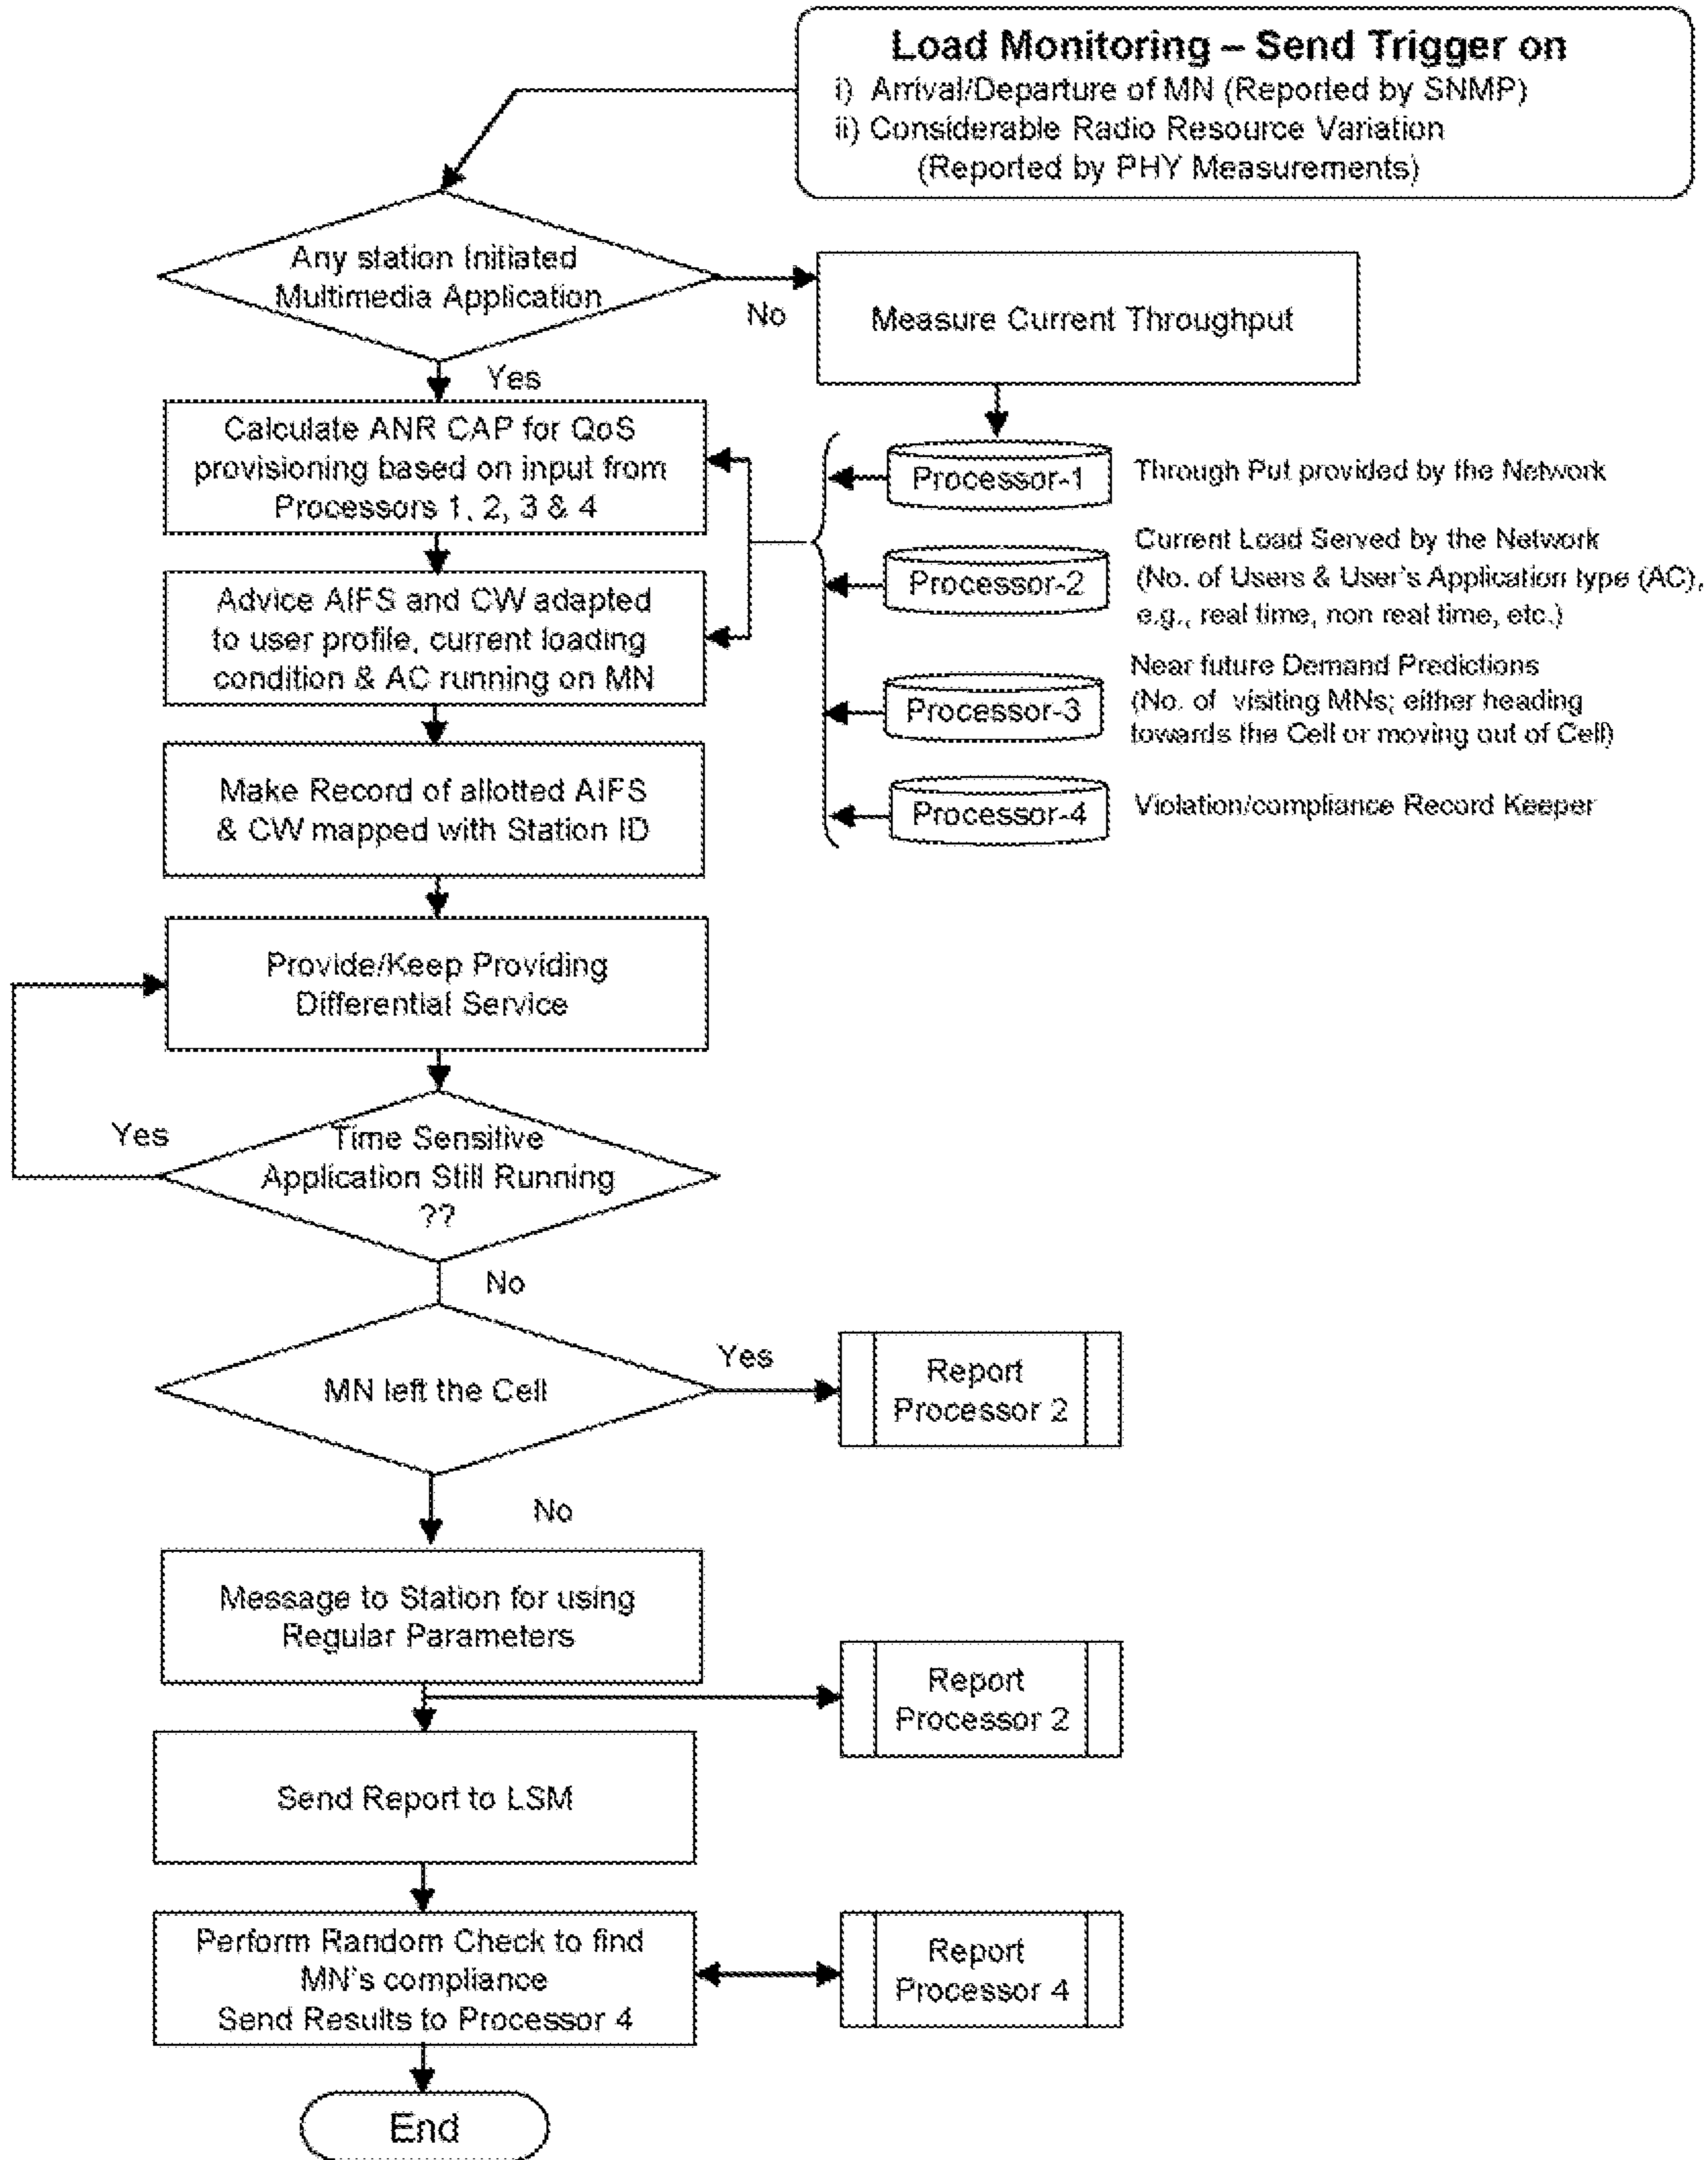 Load Monitoring – Send Trigger on
i) Arrival/Departure of MN (Reported by SNMP)
ii) Considerable Radio Resource Variation
(Reported by PHY Measurements)
Any station Initiated
Multimedia Application
No
Measure Current Throughput
Yes
Calculate ANR CAP for QoS
provisioning based on input from
Processors 1, 2, 3 & 4
Processor-1
Through Put provided by the Network
Processor-2
Current Load Served by the Network
(No. of Users & User's Application type (AC),
e.g., real time, non real time, etc.)
Advice AIFS and CW adapted
to user profile, current loading
condition & AC running on MN
Processor-3
Near future Demand Predictions
(No. of visiting MNs; either heading
towards the Cell or moving out of Cell)
Make Record of allotted AIFS
& CW mapped with Station ID
Processor-4
Violation/compliance Record Keeper
Provide/Keep Providing
Differential Service
Yes
Time Sensitive
Application Still Running
??
No
MN left the Cell
Yes
Report
Processor 2
No
Message to Station for using
Regular Parameters
Report
Processor 2
Send Report to LSM
Perform Random Check to find
MN's compliance
Send Results to Processor 4
Report
Processor 4
End